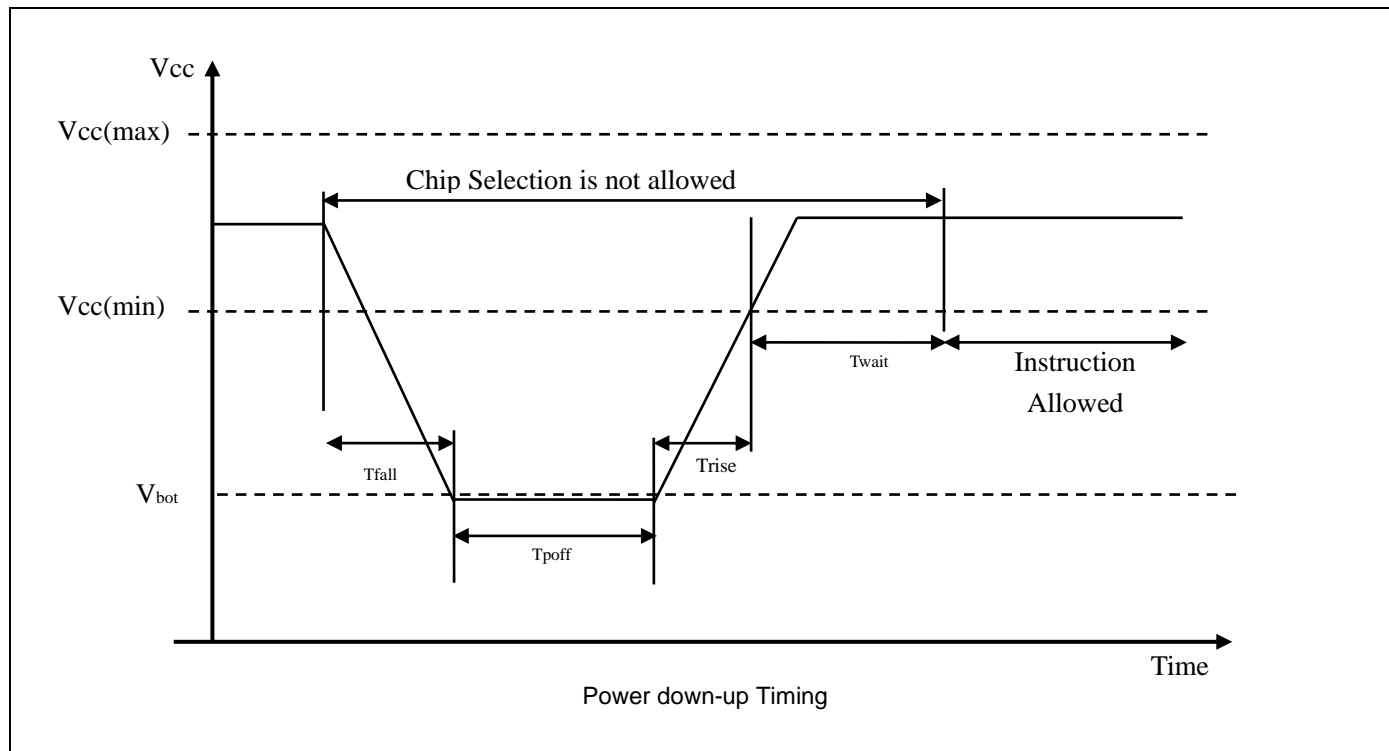 Vcc
Vcc(max)
Chip Selection is not allowed
Vcc(min)
Twait
Instruction
Allowed
Tfall
Trise
Vbot
Tpoff
Time
Power down-up Timing